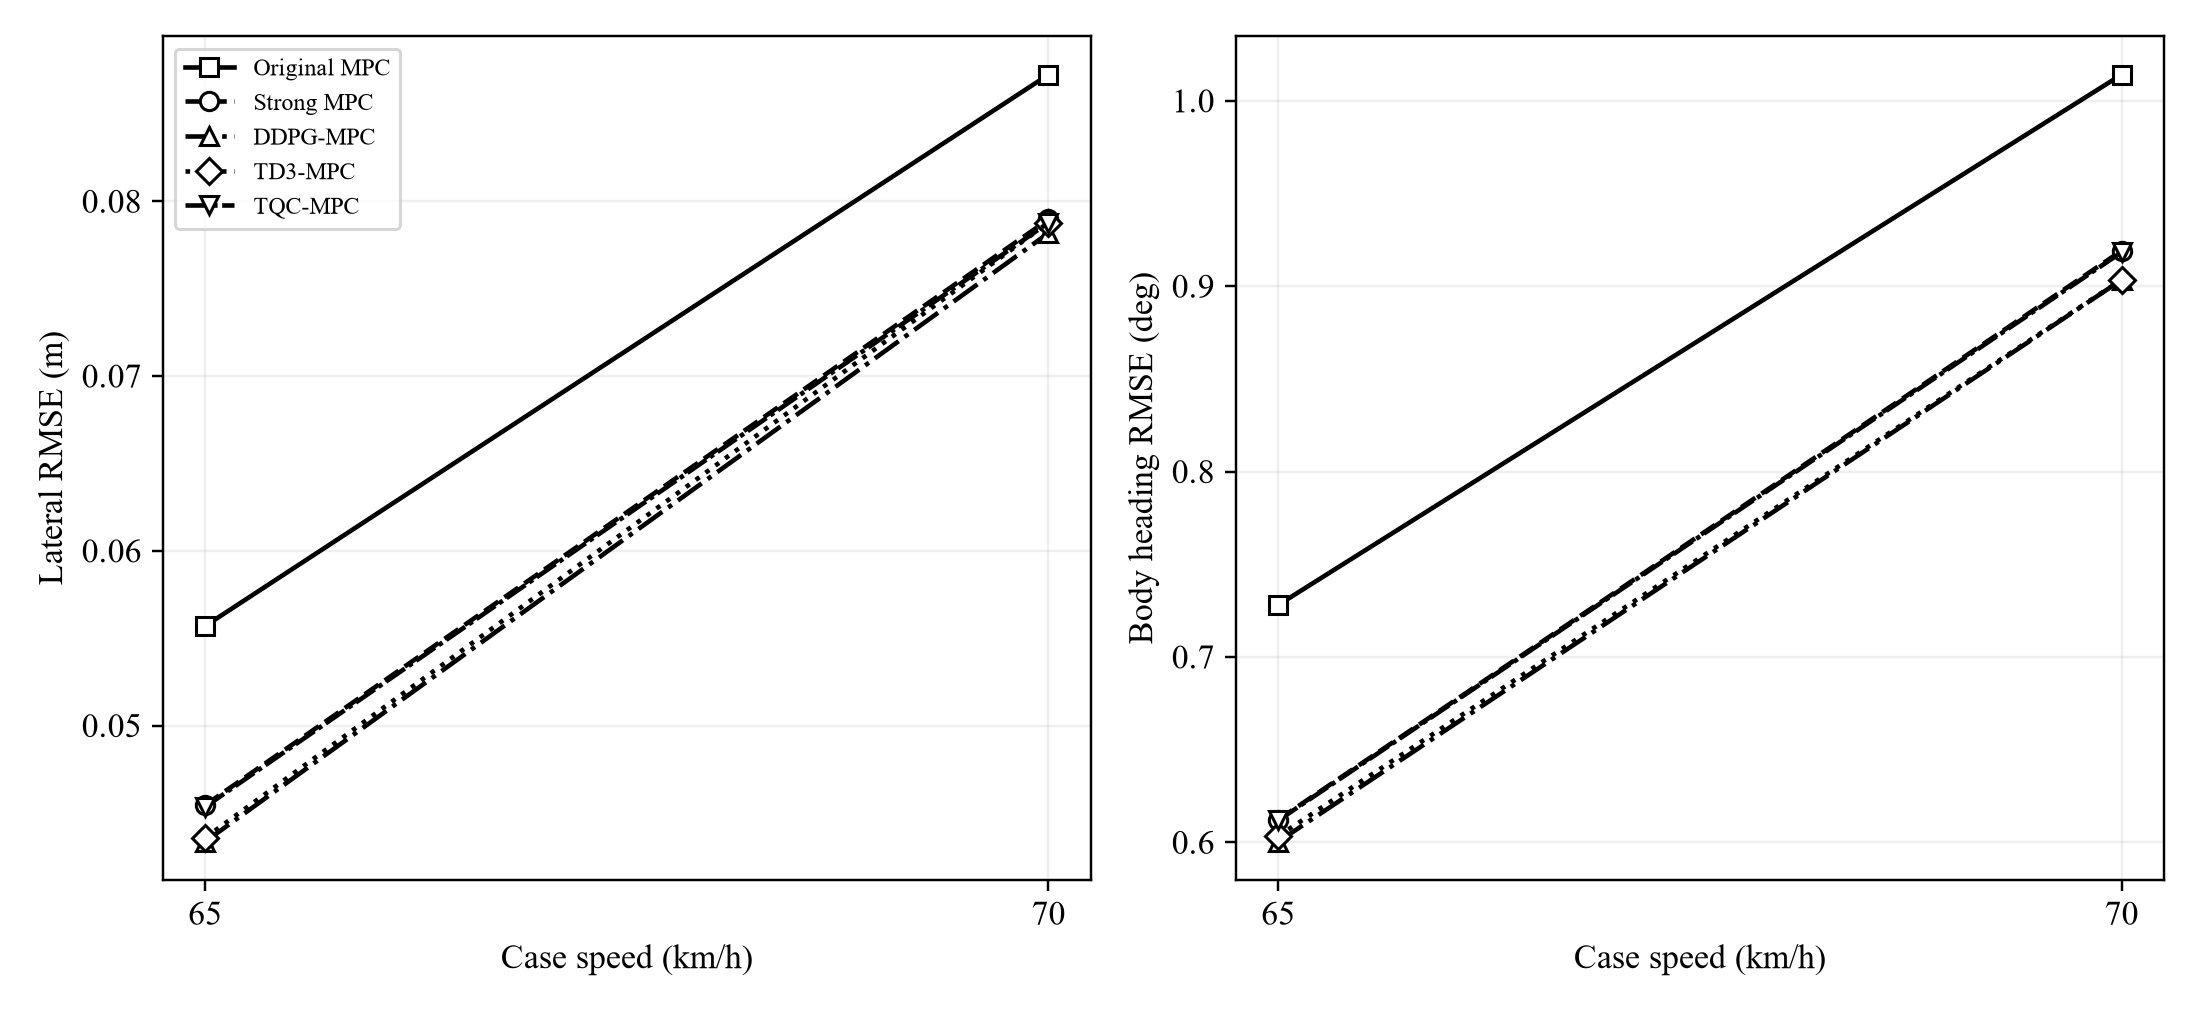 Original MPC
Strong MPC
DDPG-MPC
TD3-MPC
TQC-MPC
Lateral RMSE (m)
0.08
0.07
0.06
0.05
65
70
Case speed (km/h)
Body heading RMSE (deg)
1.0
0.9
0.8
0.7
0.6
65
70
Case speed (km/h)